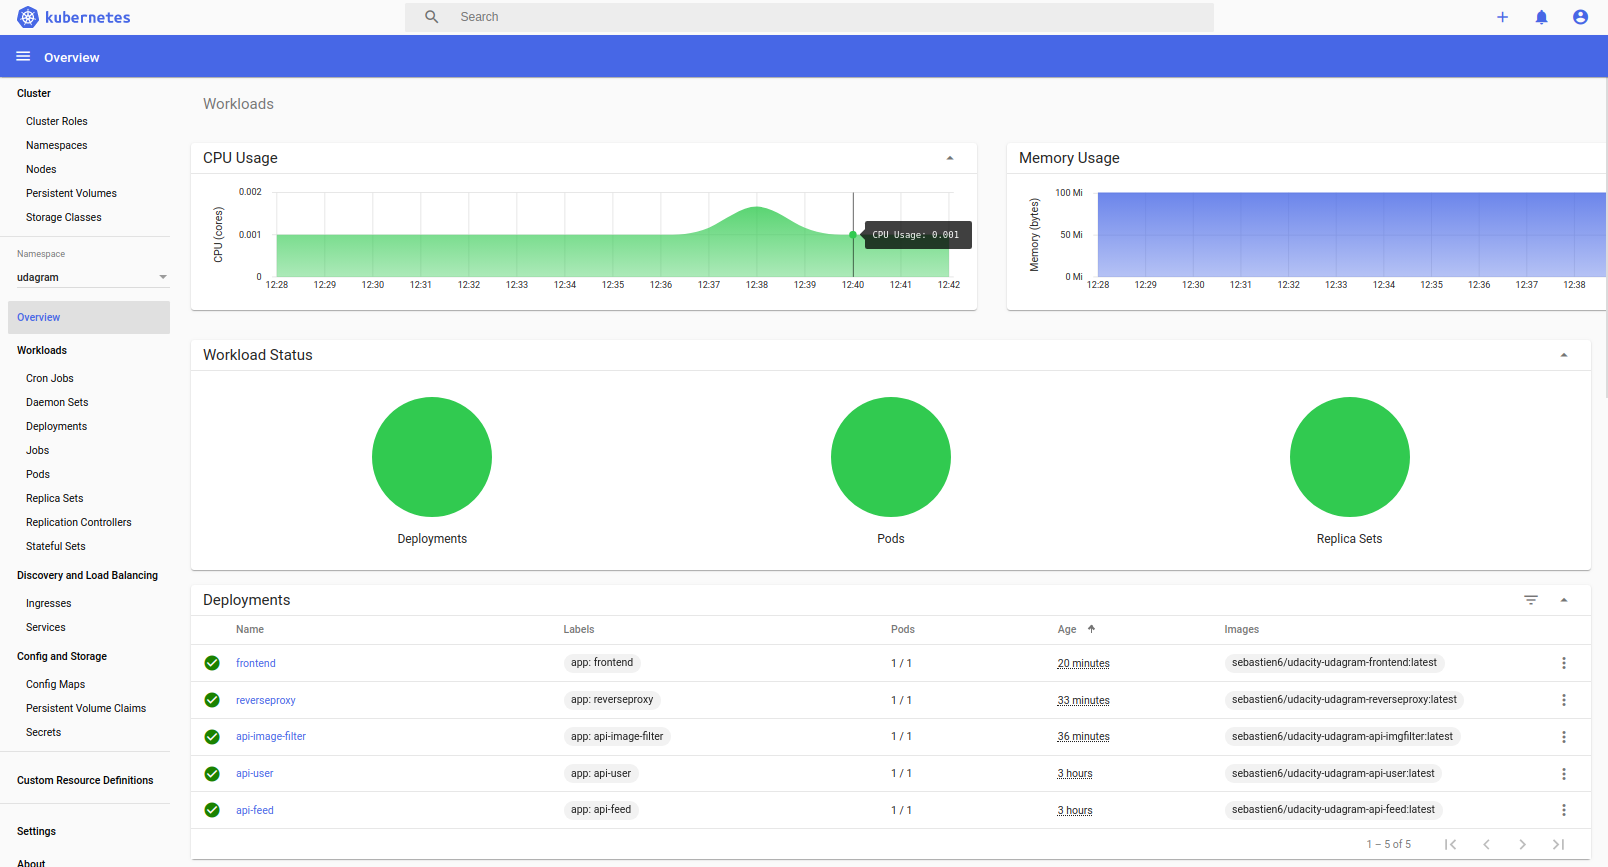 kubernetes
Search
Overview
Cluster
Cluster Roles
Namespaces
Nodes
Persistent Volumes
Storage Classes
Namespace
udagram
Overview
Workloads
Cron Jobs
Daemon Sets
Deployments
Jobs
Pods
Replica Sets
Replication Controllers
Stateful Sets
Discovery and Load Balancing
Ingresses
Services
Config and Storage
Config Maps
Persistent Volume Claims
Secrets
Custom Resource Definitions
Settings
About
Workloads
CPU Usage
CPU (cores)
0.002
0.001
0
CPU Usage: 0.001
12:28 12:29 12:30 12:31 12:32 12:33 12:34 12:35 12:36 12:37 12:38 12:39 12:40 12:41 12:42
Memory Usage
Memory (bytes)
100 Mi
50 Mi
0 Mi
12:28 12:29 12:30 12:31 12:32 12:33 12:34 12:35 12:36 12:37 12:38
Workload Status
Deployments Pods Replica Sets
Deployments
Name Labels Pods Age Images
frontend app: frontend 1 / 1 20 minutes sebastien6/udacity-udagram-frontend:latest
reverseproxy app: reverseproxy 1 / 1 33 minutes sebastien6/udacity-udagram-reverseproxy:latest
api-image-filter app: api-image-filter 1 / 1 36 minutes sebastien6/udacity-udagram-api-imgfilter:latest
api-user app: api-user 1 / 1 3 hours sebastien6/udacity-udagram-api-user:latest
api-feed app: api-feed 1 / 1 3 hours sebastien6/udacity-udagram-api-feed:latest
1 – 5 of 5